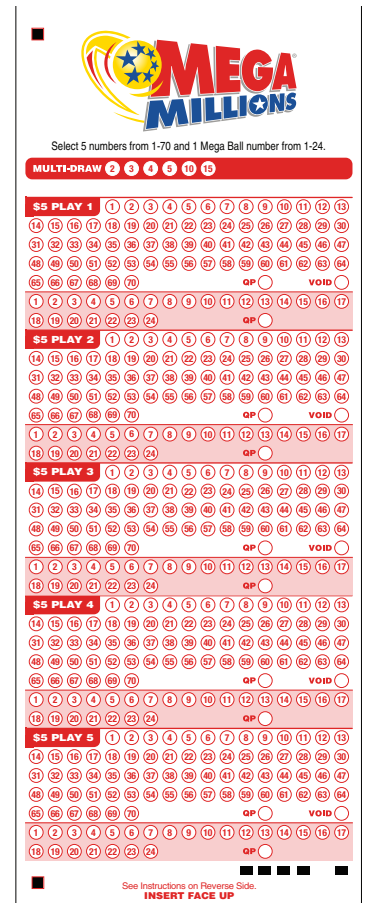 MEGA
MILLIONS
Select 5 numbers from 1-70 and 1 Mega Ball number from 1-24.
MULTI-DRAW 2 3 4 5 10 15
$5 PLAY 1 1 2 3 4 5 6 7 8 9 10 11 12 13
14 15 16 17 18 19 20 21 22 23 24 25 26 27 28 29 30
31 32 33 34 35 36 37 38 39 40 41 42 43 44 45 46 47
48 49 50 51 52 53 54 55 56 57 58 59 60 61 62 63 64
65 66 67 68 69 70 QP VOID
1 2 3 4 5 6 7 8 9 10 11 12 13 14 15 16 17
18 19 20 21 22 23 24 QP
$5 PLAY 2 1 2 3 4 5 6 7 8 9 10 11 12 13
14 15 16 17 18 19 20 21 22 23 24 25 26 27 28 29 30
31 32 33 34 35 36 37 38 39 40 41 42 43 44 45 46 47
48 49 50 51 52 53 54 55 56 57 58 59 60 61 62 63 64
65 66 67 68 69 70 QP VOID
1 2 3 4 5 6 7 8 9 10 11 12 13 14 15 16 17
18 19 20 21 22 23 24 QP
$5 PLAY 3 1 2 3 4 5 6 7 8 9 10 11 12 13
14 15 16 17 18 19 20 21 22 23 24 25 26 27 28 29 30
31 32 33 34 35 36 37 38 39 40 41 42 43 44 45 46 47
48 49 50 51 52 53 54 55 56 57 58 59 60 61 62 63 64
65 66 67 68 69 70 QP VOID
1 2 3 4 5 6 7 8 9 10 11 12 13 14 15 16 17
18 19 20 21 22 23 24 QP
$5 PLAY 4 1 2 3 4 5 6 7 8 9 10 11 12 13
14 15 16 17 18 19 20 21 22 23 24 25 26 27 28 29 30
31 32 33 34 35 36 37 38 39 40 41 42 43 44 45 46 47
48 49 50 51 52 53 54 55 56 57 58 59 60 61 62 63 64
65 66 67 68 69 70 QP VOID
1 2 3 4 5 6 7 8 9 10 11 12 13 14 15 16 17
18 19 20 21 22 23 24 QP
$5 PLAY 5 1 2 3 4 5 6 7 8 9 10 11 12 13
14 15 16 17 18 19 20 21 22 23 24 25 26 27 28 29 30
31 32 33 34 35 36 37 38 39 40 41 42 43 44 45 46 47
48 49 50 51 52 53 54 55 56 57 58 59 60 61 62 63 64
65 66 67 68 69 70 QP VOID
1 2 3 4 5 6 7 8 9 10 11 12 13 14 15 16 17
18 19 20 21 22 23 24 QP
See Instructions on Reverse Side.
INSERT FACE UP